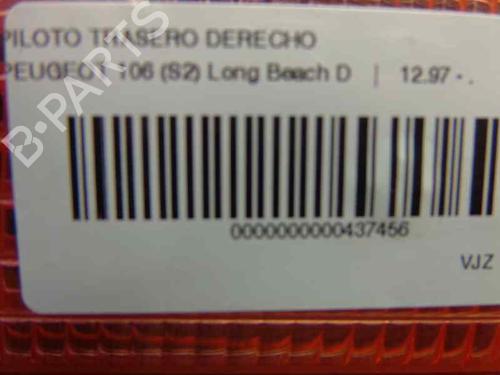 PILOTO TRASERO DERECHO
PEUGEOT 106 (S2) Long Beach D | 12.97 - .
B-PARTS
0000000000437456
VJZ